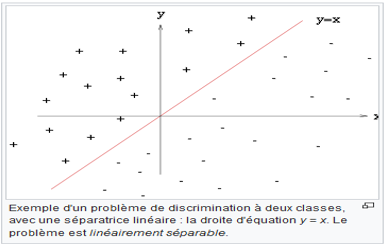 y
y=x
x
Exemple d'un problème de discrimination à deux classes,
avec une séparatrice linéaire : la droite d'équation y = x. Le
problème est linéairement séparable.